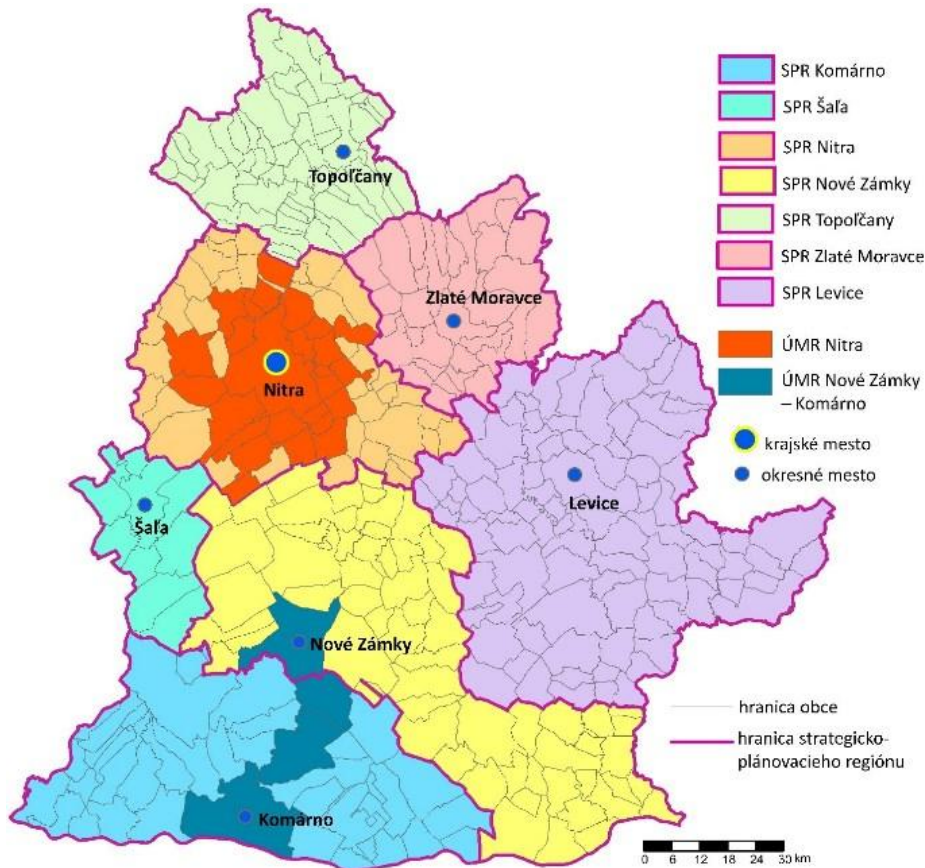 SPR Komárno
SPR Šaľa
SPR Nitra
SPR Nové Zámky
SPR Topoľčany
SPR Zlaté Moravce
SPR Levice
ÚMR Nitra
ÚMR Nové Zámky
– Komárno
krajské mesto
okresné mesto
Topoľčany
Zlaté Moravce
Nitra
Levice
Šaľa
Nové Zámky
Komárno
hranica obce
hranica strategicko-
plánovacieho regiónu
0 6 12 18 24 30 km